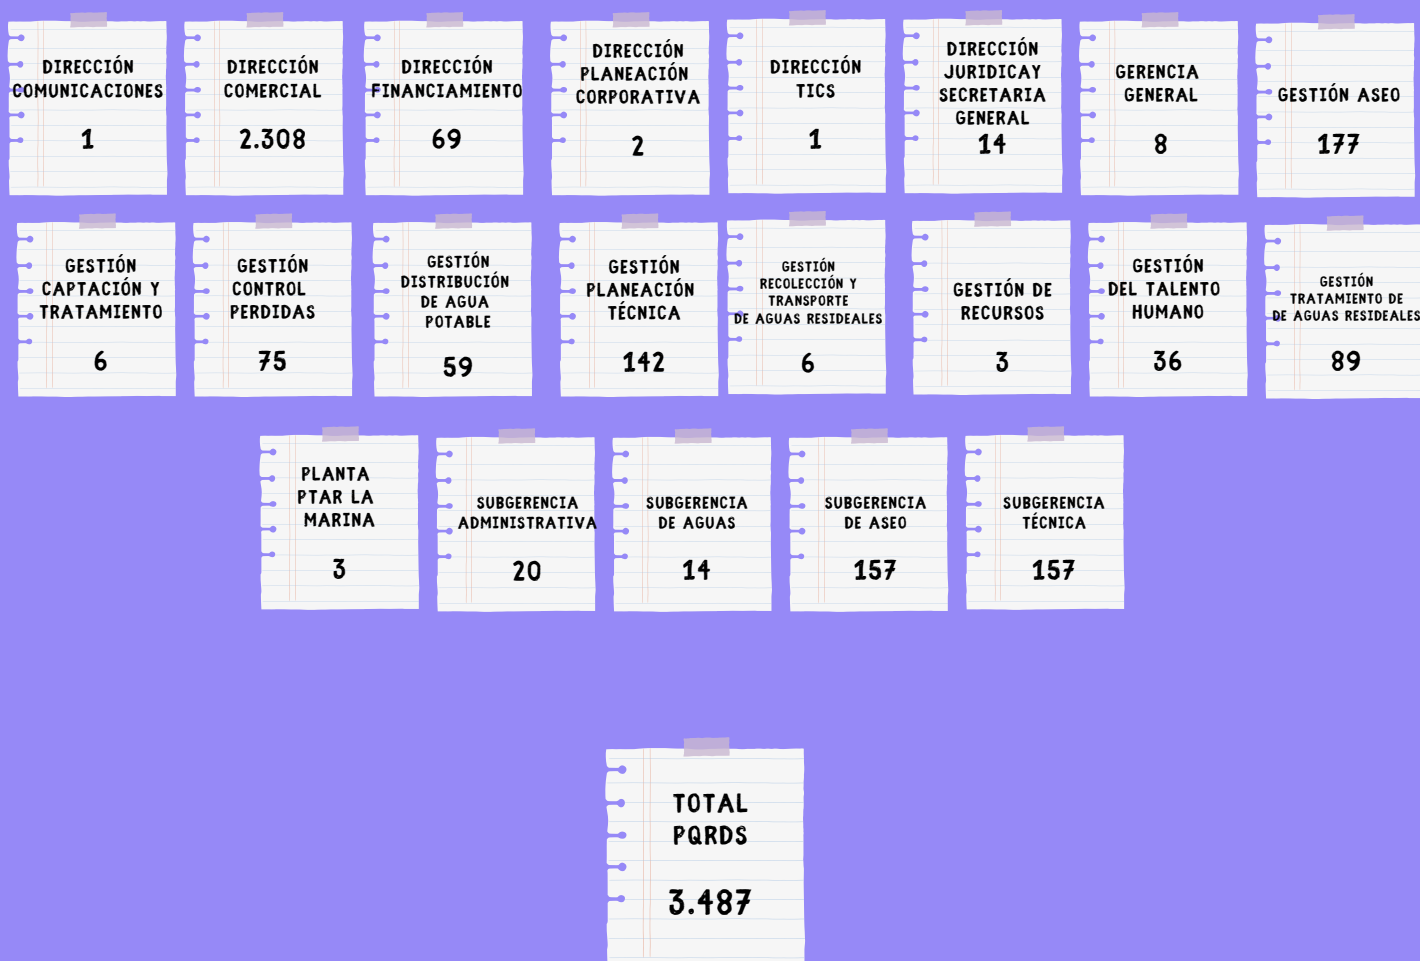 DIRECCIÓN
COMUNICACIONES
1
DIRECCIÓN
COMERCIAL
2.308
DIRECCIÓN
FINANCIAMIENTO
69
DIRECCIÓN
PLANEACIÓN
CORPORATIVA
2
DIRECCIÓN
TICS
1
DIRECCIÓN
JURIDICAY
SECRETARIA
GENERAL
14
GERENCIA
GENERAL
8
GESTIÓN ASEO
177
GESTIÓN
CAPTACIÓN Y
TRATAMIENTO
6
GESTIÓN
CONTROL
PERDIDAS
75
GESTIÓN
DISTRIBUCIÓN
DE AGUA
POTABLE
59
GESTIÓN
PLANEACIÓN
TÉCNICA
142
GESTIÓN
RECOLECCIÓN Y
TRANSPORTE
DE AGUAS RESIDEALES
6
GESTIÓN DE
RECURSOS
3
GESTIÓN
DEL TALENTO
HUMANO
36
GESTIÓN
TRATAMIENTO DE
DE AGUAS RESIDEALES
89
PLANTA
PTAR LA
MARINA
3
SUBGERENCIA
ADMINISTRATIVA
20
SUBGERENCIA
DE AGUAS
14
SUBGERENCIA
DE ASEO
157
SUBGERENCIA
TÉCNICA
157
TOTAL
PQRDS
3.487